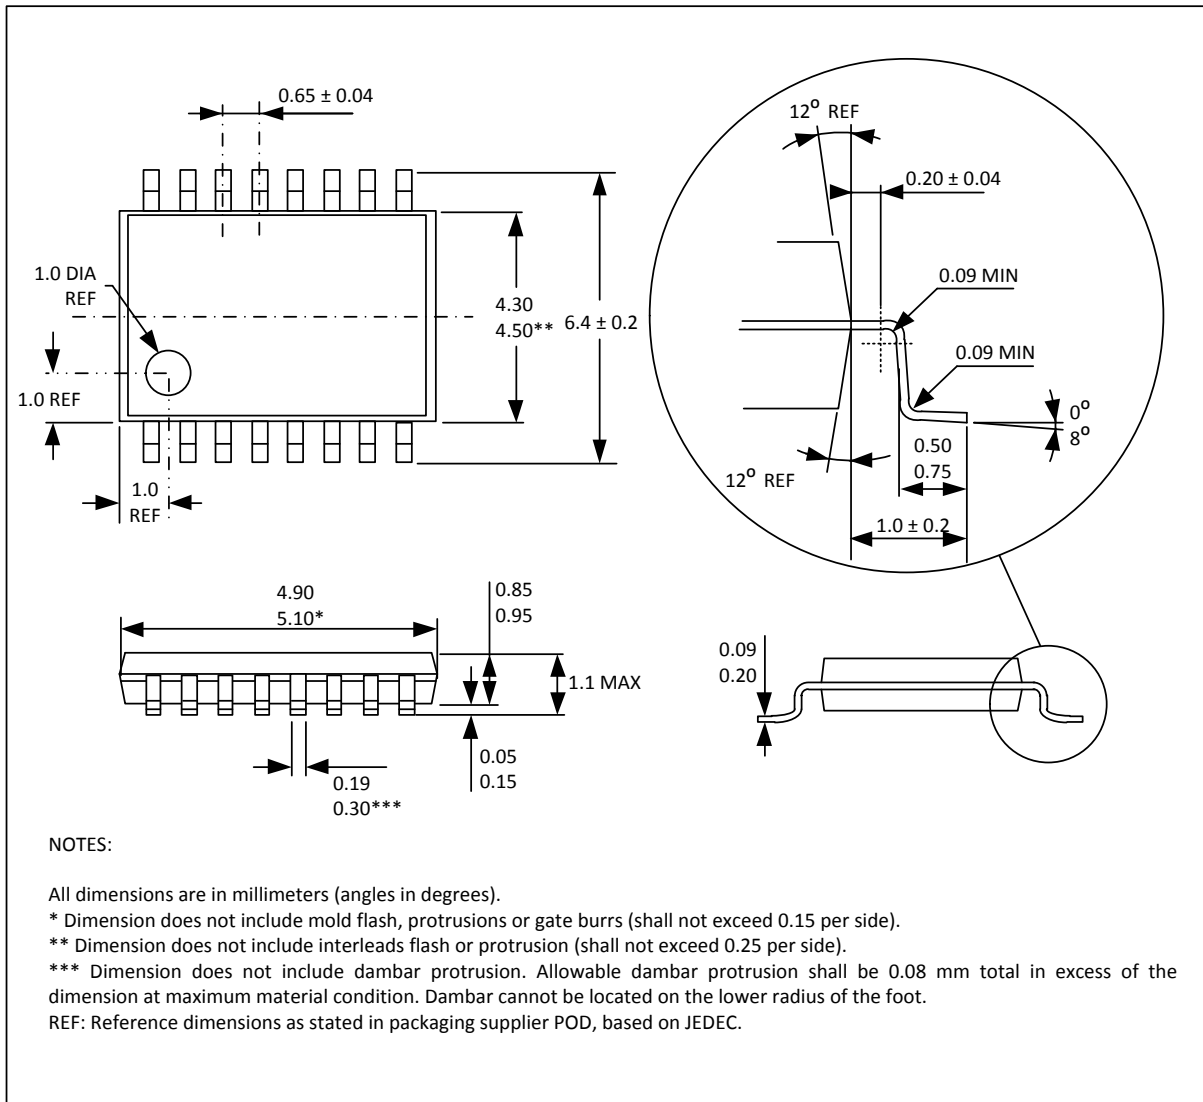 0.65 ± 0.04
12° REF
0.20 ± 0.04
1.0 DIA
REF
0.09 MIN
4.30
4.50**
6.4 ± 0.2
0.09 MIN
1.0 REF
0°
8°
0.50
0.75
12° REF
1.0
REF
1.0 ± 0.2
4.90
5.10*
0.85
0.95
1.1 MAX
0.09
0.20
0.05
0.15
0.19
0.30***
NOTES:
All dimensions are in millimeters (angles in degrees).
* Dimension does not include mold flash, protrusions or gate burrs (shall not exceed 0.15 per side).
** Dimension does not include interleads flash or protrusion (shall not exceed 0.25 per side).
*** Dimension does not include dambar protrusion. Allowable dambar protrusion shall be 0.08 mm total in excess of the
dimension at maximum material condition. Dambar cannot be located on the lower radius of the foot.
REF: Reference dimensions as stated in packaging supplier POD, based on JEDEC.